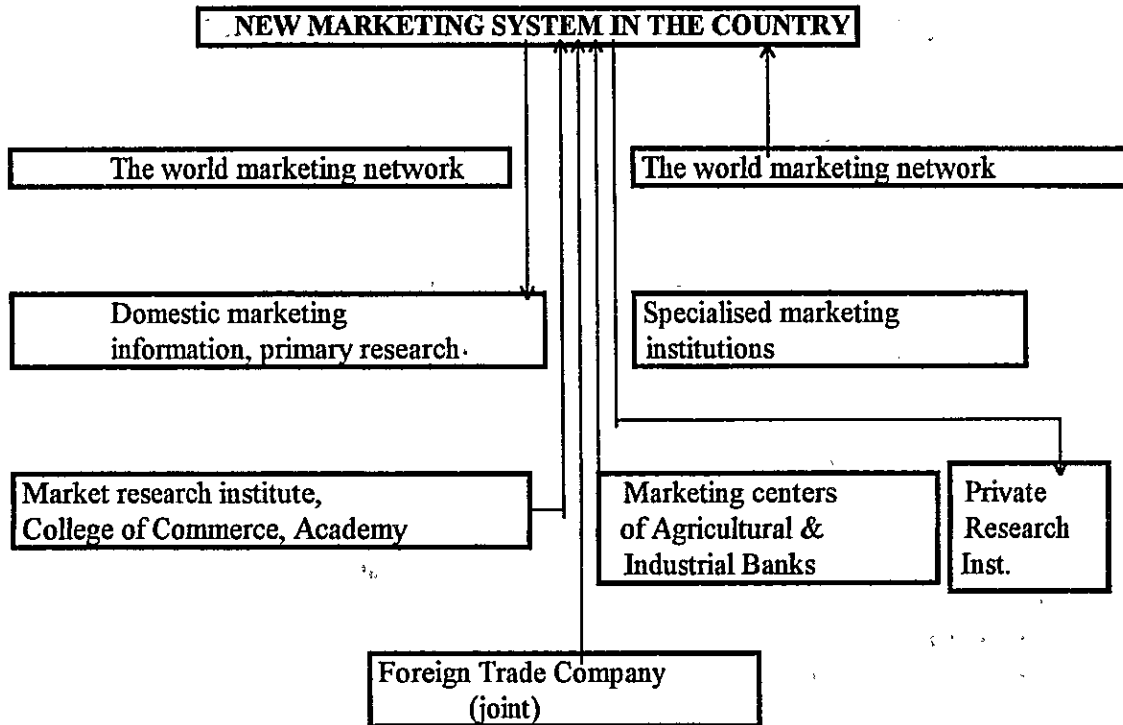 NEW MARKETING SYSTEM IN THE COUNTRY
The world marketing network
The world marketing network
Domestic marketing
information, primary research.
Specialised marketing
institutions
Market research institute,
College of Commerce, Academy
Marketing centers
of Agricultural &
Industrial Banks
Private
Research
Inst.
Foreign Trade Company
(joint)